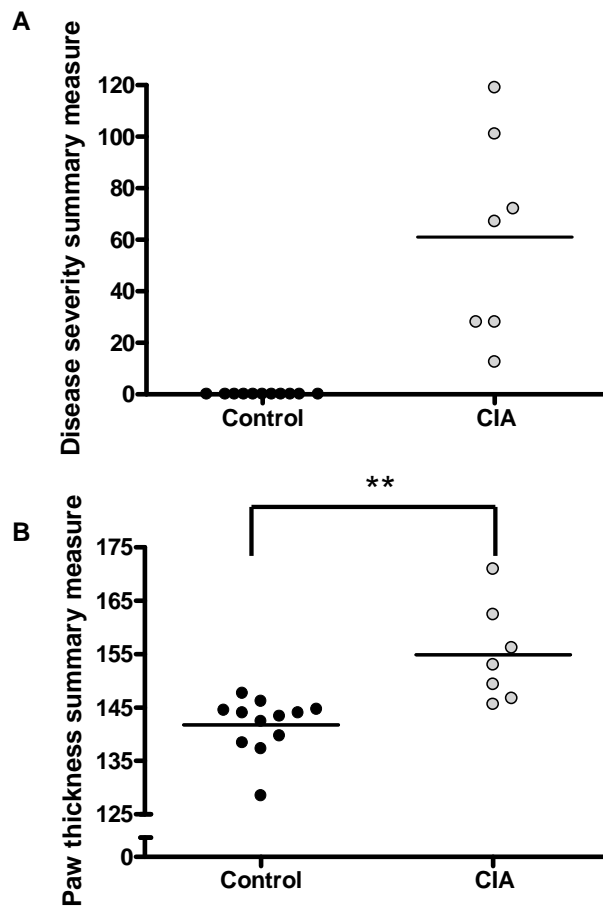 A
Disease severity summary measure
120
100
80
60
40
20
0
Control
CIA
B
Paw thickness summary measure
**
175
165
155
145
135
125
0
Control
CIA